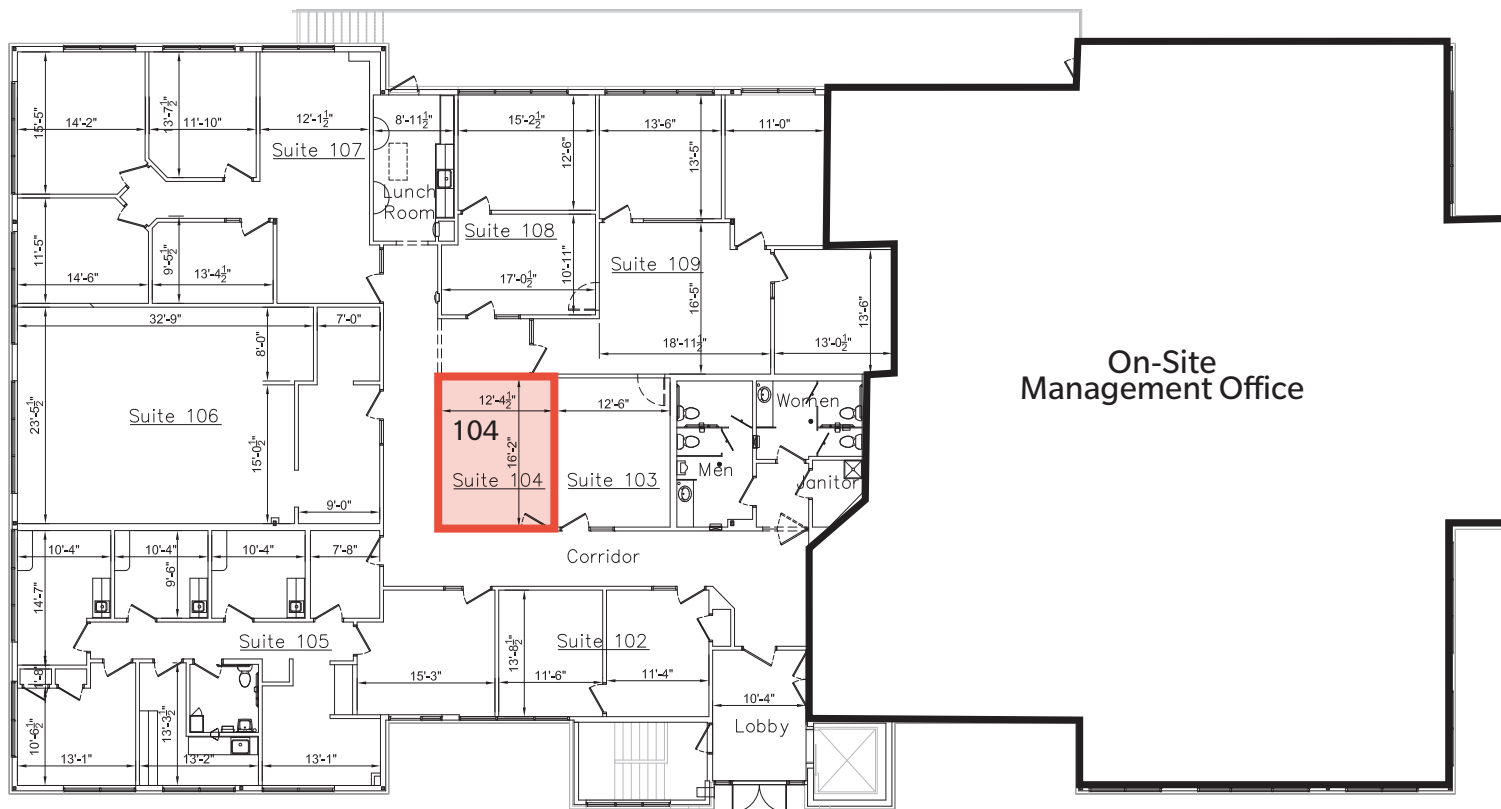 15'-5"
14'-2"
13'-7½"
11'-10"
12'-1½"
Suite 107
8'-11½"
Lunch
Room
15'-2½"
12'-6"
13'-6"
13'-5"
11'-0"
11'-5"
14'-6"
9'-5½"
13'-4½"
Suite 108
10'-11"
17'-0½"
Suite 109
16'-5"
18'-11½"
13'-6"
13'-0½"
32'-9"
7'-0"
8'-0"
23'-5½"
Suite 106
15'-0½"
9'-0"
12'-4½"
104
16'-2"
Suite 104
12'-6"
Suite 103
Women
Men
Janitor
On-Site
Management Office
Corridor
10'-4"
10'-4"
10'-4"
7'-8"
14'-7"
9'-6"
Suite 105
15'-3"
13'-8½"
11'-6"
Suite 102
11'-4"
10'-4"
Lobby
10'-6½"
13'-1"
13'-3½"
13'-2"
13'-1"